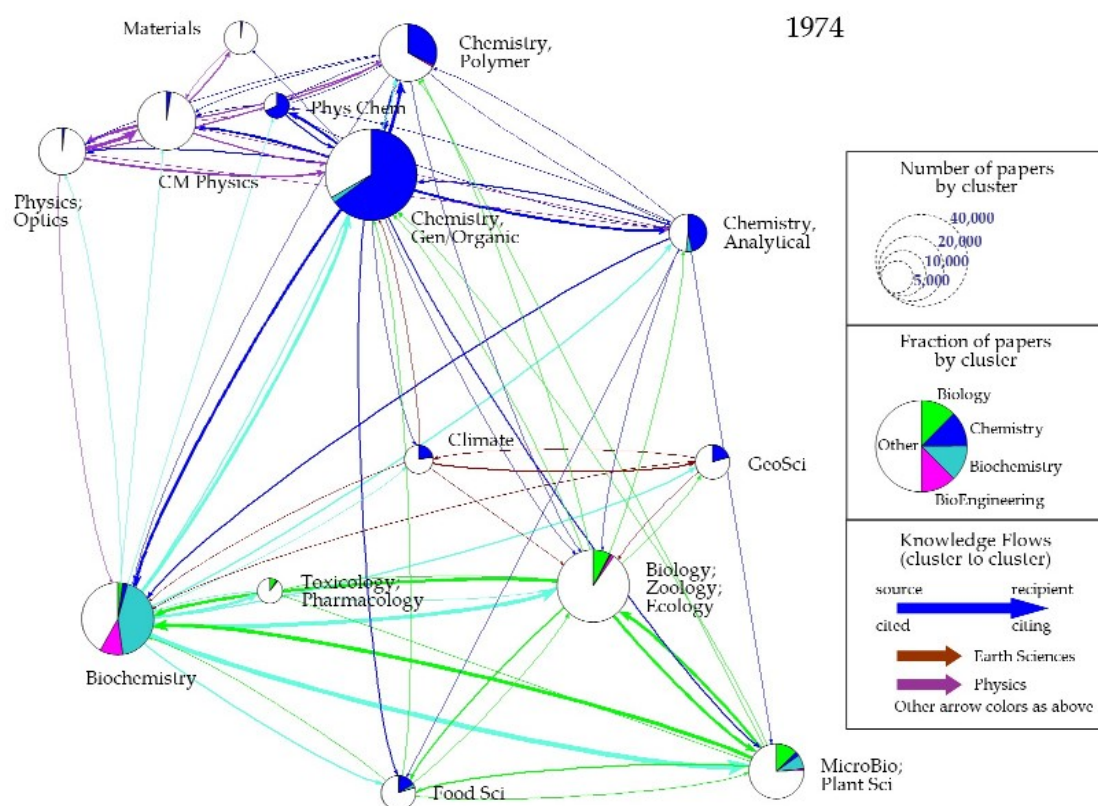 1974
Materials
Chemistry,
Polymer
Phys Chem
CM Physics
Physics;
Optics
Chemistry,
Gen/Organic
Chemistry,
Analytical
Climate
GeoSci
Toxicology;
Pharmacology
Biology;
Zoology;
Ecology
Biochemistry
Food Sci
MicroBio;
Plant Sci
Number of papers
by cluster
40,000
20,000
10,000
5,000
Fraction of papers
by cluster
Biology
Other
Chemistry
Biochemistry
BioEngineering
Knowledge Flows
(cluster to cluster)
source recipient
cited citing
Earth Sciences
Physics
Other arrow colors as above